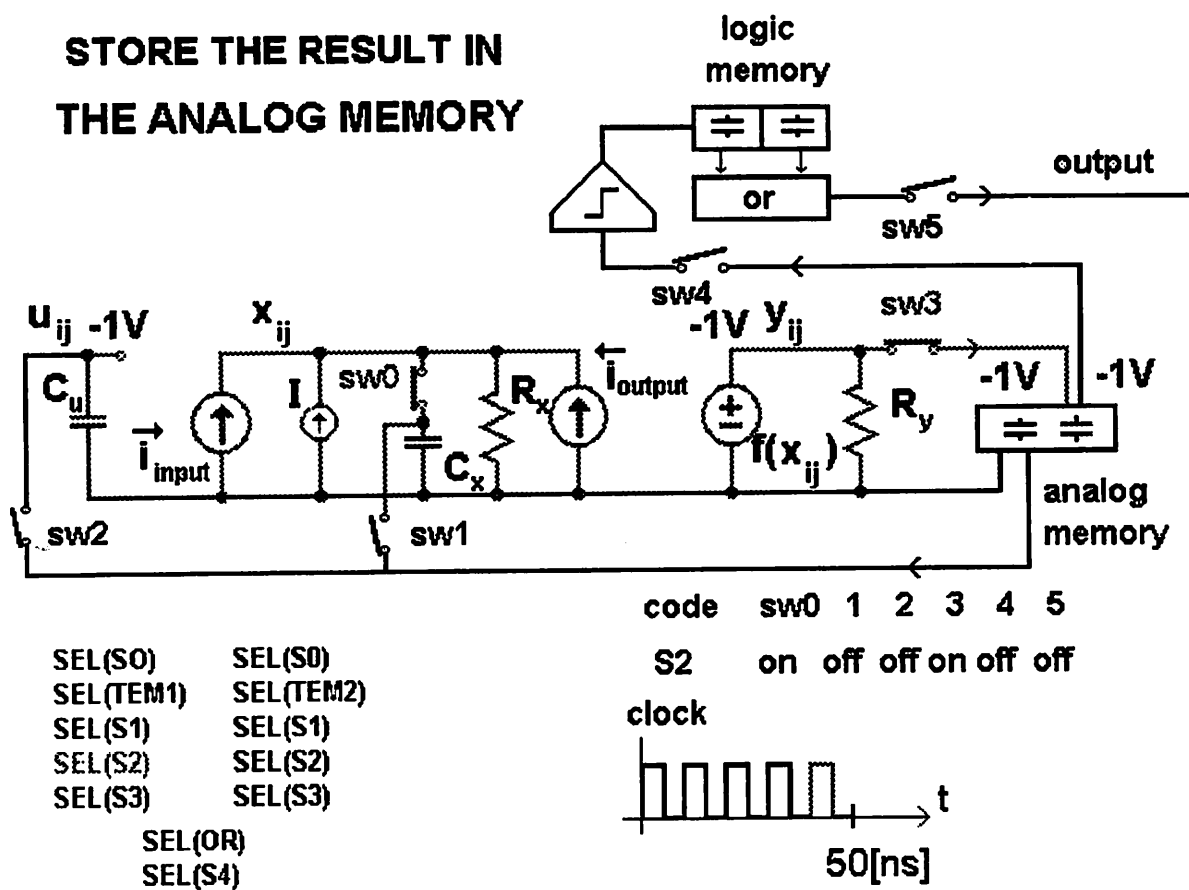 STORE THE RESULT IN
THE ANALOG MEMORY
logic
memory
or
output
sw5
sw4
sw3
u ij -1V
x ij
-1V y ij
sw0
C u
I
R x
i output
R y
-1V -1V
i input
C x
f(x ij)
analog
memory
sw2
sw1
code sw0 1 2 3 4 5
S2 on off off on off off
SEL(SO) SEL(S0)
SEL(TEM1) SEL(TEM2)
SEL(S1) SEL(S1)
SEL(S2) SEL(S2)
SEL(S3) SEL(S3)
SEL(OR)
SEL(S4)
clock
t
50[ns]